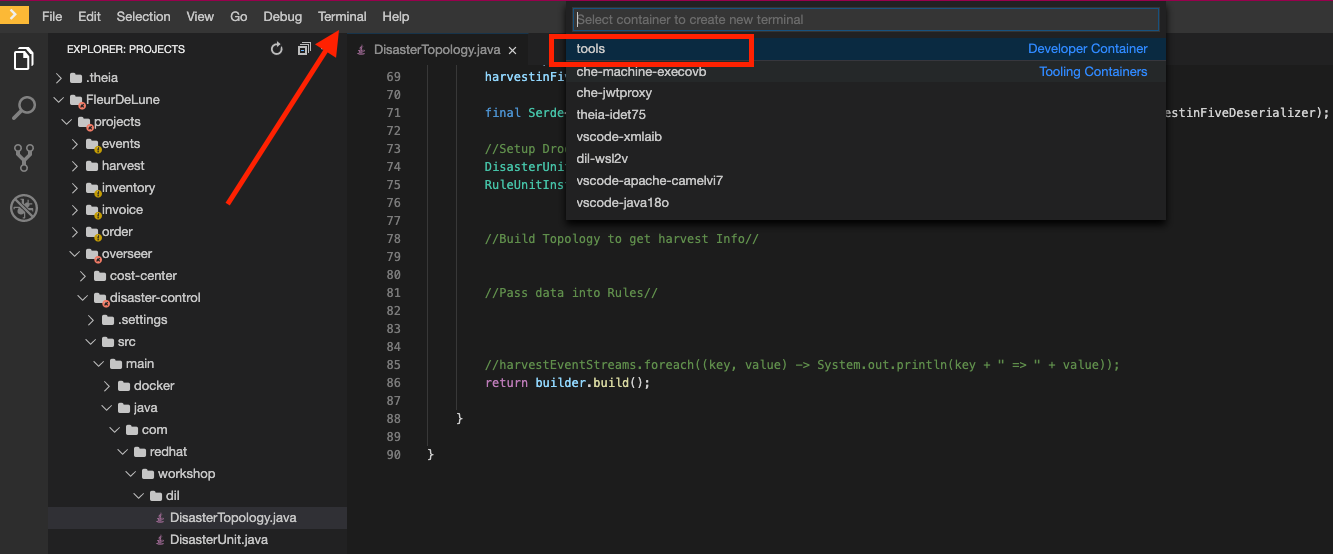 File Edit Selection View Go Debug Terminal Help
EXPLORER: PROJECTS
.theia
FleurDeLune
projects
events
harvest
inventory
invoice
order
overseer
cost-center
disaster-control
.settings
src
main
docker
java
com
redhat
workshop
dil
DisasterTopology.java
DisasterUnit.java
DisasterTopology.java ×
Select container to create new terminal
tools Developer Container
che-machine-execovb Tooling Containers
che-jwtproxy
theia-idet75
vscode-xmlaib
dil-wsl2v
vscode-apache-camelvi7
vscode-java18o
69 harvestinFiv
70
71 final Serde estinFiveDeserializer);
72
73 //Setup Droo
74 DisasterUnit
75 RuleUnitInst
76
77
78 //Build Topology to get harvest Info//
79
80
81 //Pass data into Rules//
82
83
84
85 //harvestEventStreams.foreach((key, value) -> System.out.println(key + " => " + value));
86 return builder.build();
87
88 }
89
90 }